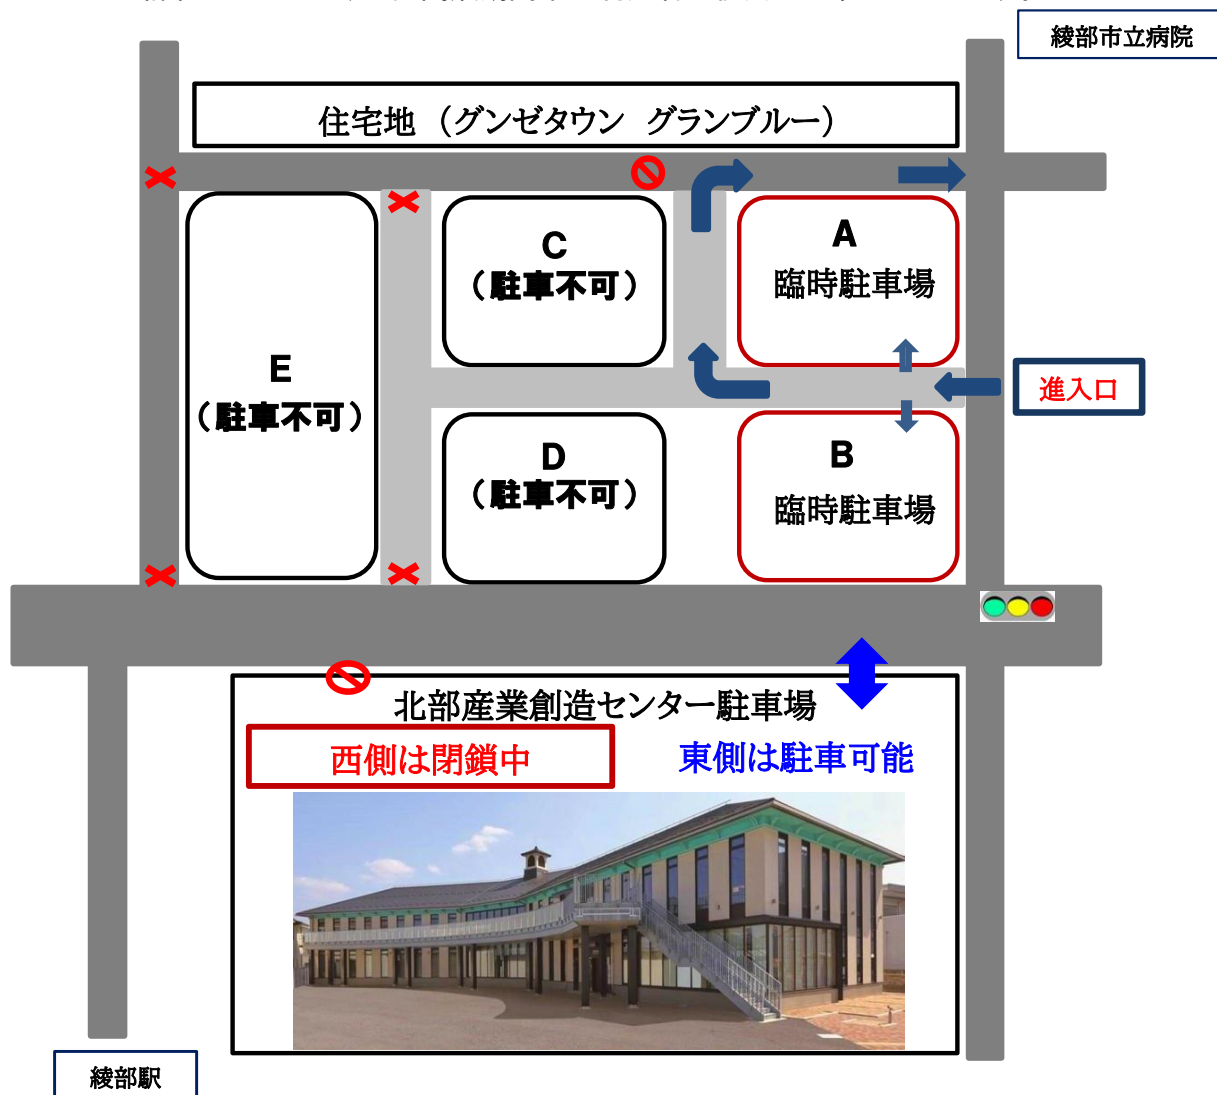 綾部市立病院
住宅地（グンゼタウン　グランブルー）
C
（駐車不可）
A
臨時駐車場
E
（駐車不可）
進入口
D
（駐車不可）
B
臨時駐車場
北部産業創造センター駐車場
西側は閉鎖中
東側は駐車可能
綾部駅